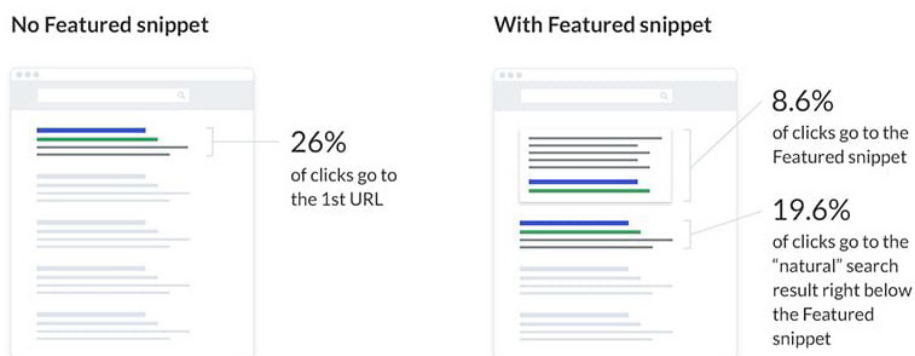 No Featured snippet
26%
of clicks go to
the 1st URL
With Featured snippet
8.6%
of clicks go to the
Featured snippet
19.6%
of clicks go to the
“natural” search
result right below
the Featured
snippet